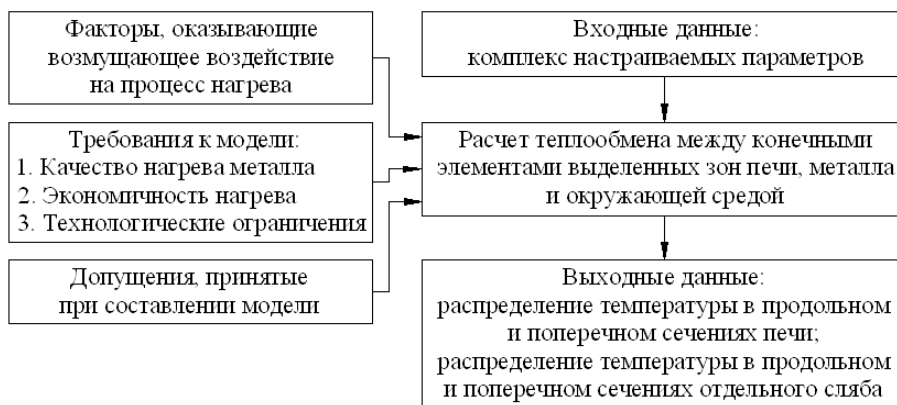 Факторы, оказывающие
возмущающее воздействие
на процесс нагрева
Требования к модели:
1. Качество нагрева металла
2. Экономичность нагрева
3. Технологические ограничения
Допущения, принятые
при составлении модели
Входные данные:
комплекс настраиваемых параметров
Расчет теплообмена между конечными
элементами выделенных зон печи, металла
и окружающей средой
Выходные данные:
распределение температуры в продольном
и поперечном сечениях печи;
распределение температуры в продольном
и поперечном сечениях отдельного сляба